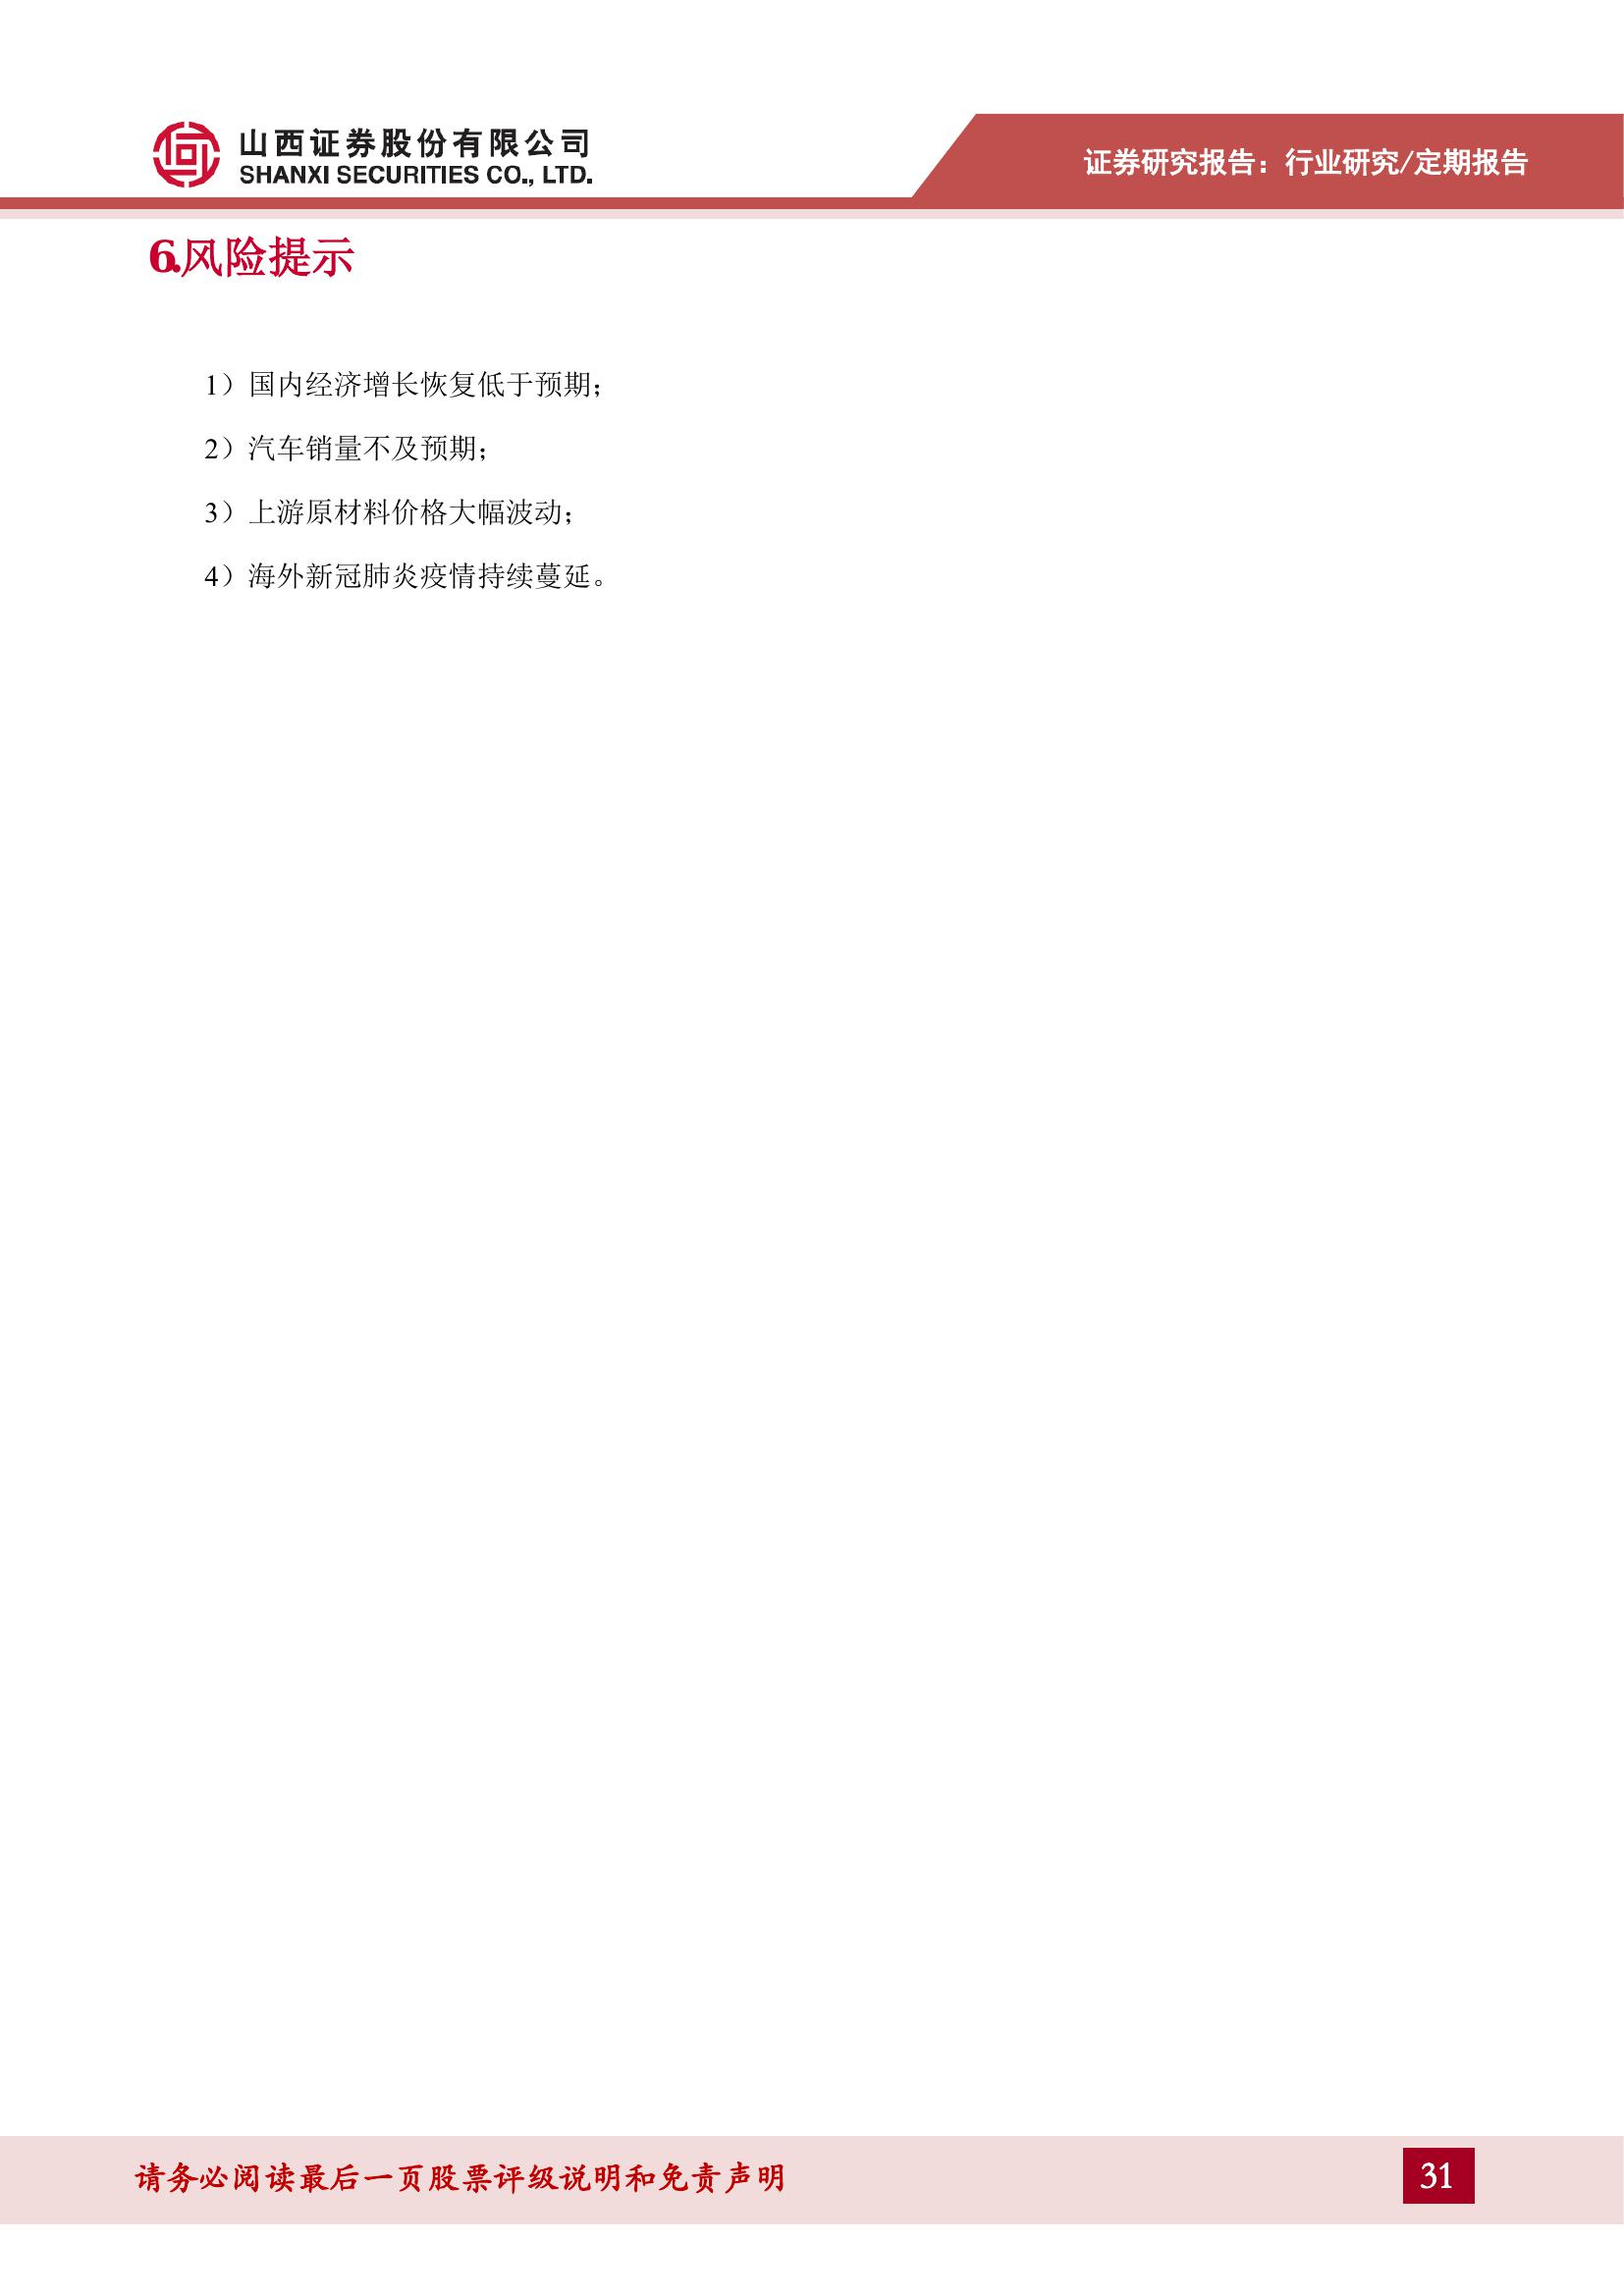 山西证券股份有限公司
SHANXI SECURITIES CO., LTD.
证券研究报告：行业研究/定期报告
6.风险提示
1）国内经济增长恢复低于预期；
2）汽车销量不及预期；
3）上游原材料价格大幅波动；
4）海外新冠肺炎疫情持续蔓延。
请务必阅读最后一页股票评级说明和免责声明
31